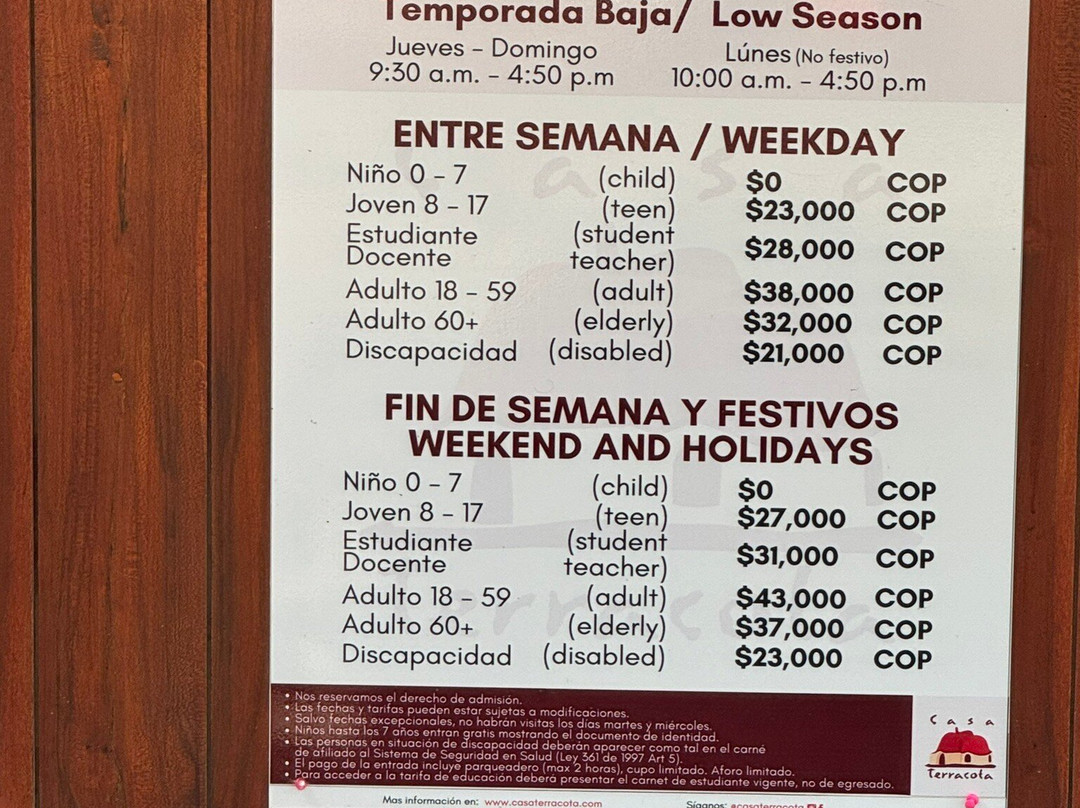 Temporada Baja/ Low Season
Jueves - Domingo Lúnes (No festivo)
9:30 a.m. - 4:50 p.m 10:00 a.m. - 4:50 p.m
ENTRE SEMANA / WEEKDAY
Niño 0 - 7 (child) $0 COP
Joven 8 - 17 (teen) $23,000 COP
Estudiante (student
Docente teacher) $28,000 COP
Adulto 18 - 59 (adult) $38,000 COP
Adulto 60+ (elderly) $32,000 COP
Discapacidad (disabled) $21,000 COP
FIN DE SEMANA Y FESTIVOS
WEEKEND AND HOLIDAYS
Niño 0 - 7 (child) $0 COP
Joven 8 - 17 (teen) $27,000 COP
Estudiante (student
Docente teacher) $31,000 COP
Adulto 18 - 59 (adult) $43,000 COP
Adulto 60+ (elderly) $37,000 COP
Discapacidad (disabled) $23,000 COP
• Nos reservamos el derecho de admisión.
• Las fechas y tarifas pueden estar sujetas a modificaciones.
• Salvo fechas excepcionales, no habrán visitas los días martes y miércoles.
• Niños hasta los 7 años entran gratis mostrando el documento de identidad.
• Las personas en situación de discapacidad deberán aparecer como tal en el carné
de afiliado al Sistema de Seguridad en Salud (Ley 361 de 1997 Art 5).
• El pago de la entrada incluye parqueadero (max 2 horas), cupo limitado. Aforo limitado.
• Para acceder a la tarifa de educación deberá presentar el carnet de estudiante vigente, no de egresado.
Casa
Terracota
Mas información en: www.casaterracota.com Síganos: @casaterracota